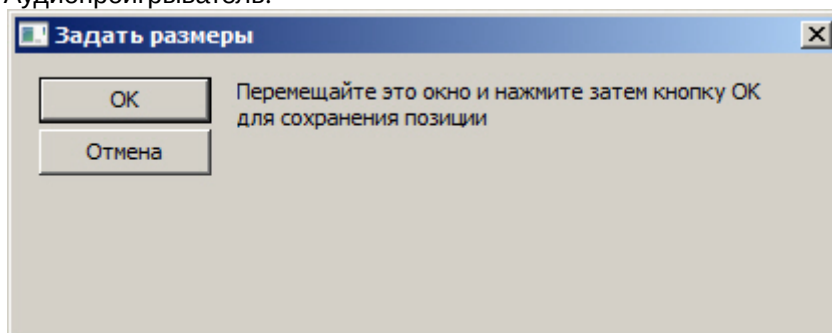 Аудиопроигрыватель.
Задать размеры
OK
Перемещайте это окно и нажмите затем кнопку OK
для сохранения позиции
Отмена